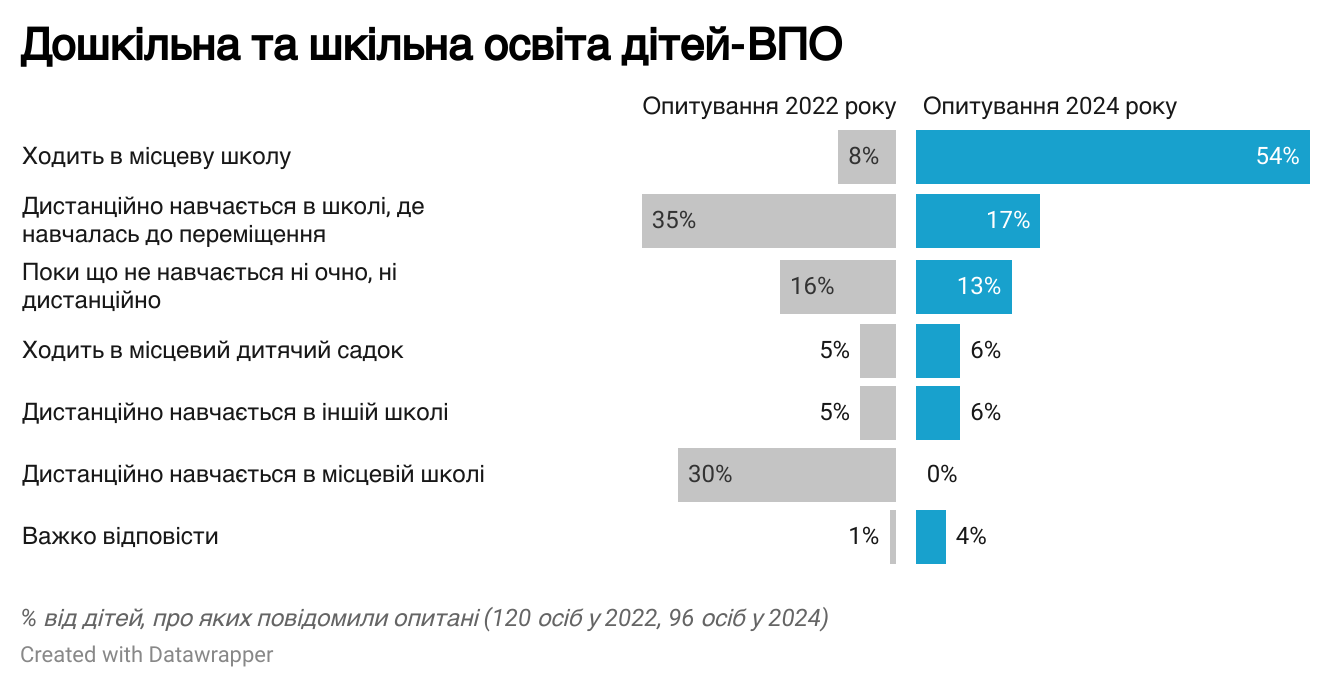 Дошкільна та шкільна освіта дітей-ВПО
Опитування 2022 року Опитування 2024 року
Ходить в місцеву школу 8% 54%
Дистанційно навчається в школі, де
навчалась до переміщення 35% 17%
Поки що не навчається ні очно, ні
дистанційно 16% 13%
Ходить в місцевий дитячий садок 5% 6%
Дистанційно навчається в іншій школі 5% 6%
Дистанційно навчається в місцевій школі 30% 0%
Важко відповісти 1% 4%
% від дітей, про яких повідомили опитані (120 осіб у 2022, 96 осіб у 2024)
Created with Datawrapper